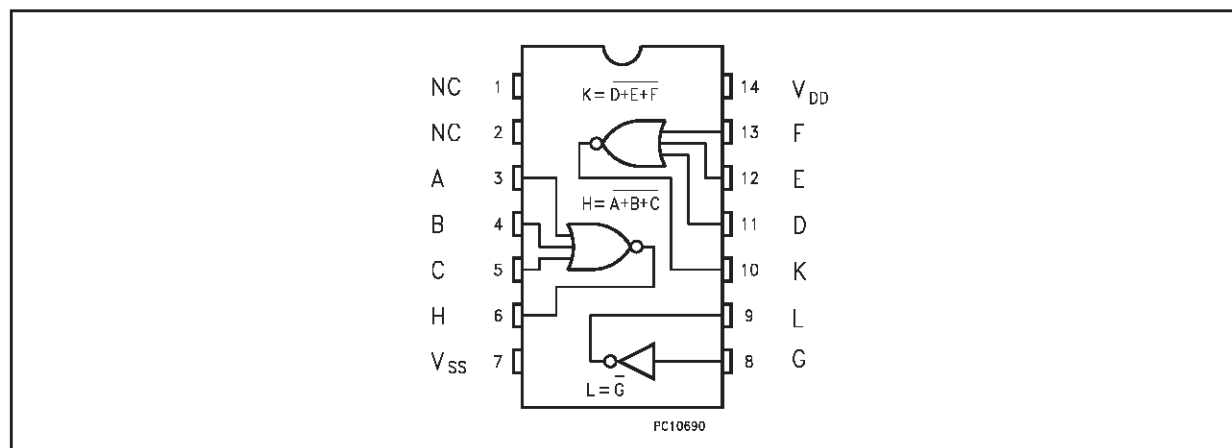 NC 1 K = D+E+F 14 VDD
NC 2 13 F
A 3 12 E
H = A+B+C
B 4 11 D
C 5 10 K
H 6 9 L
VSS 7 8 G
L = G
PC10690